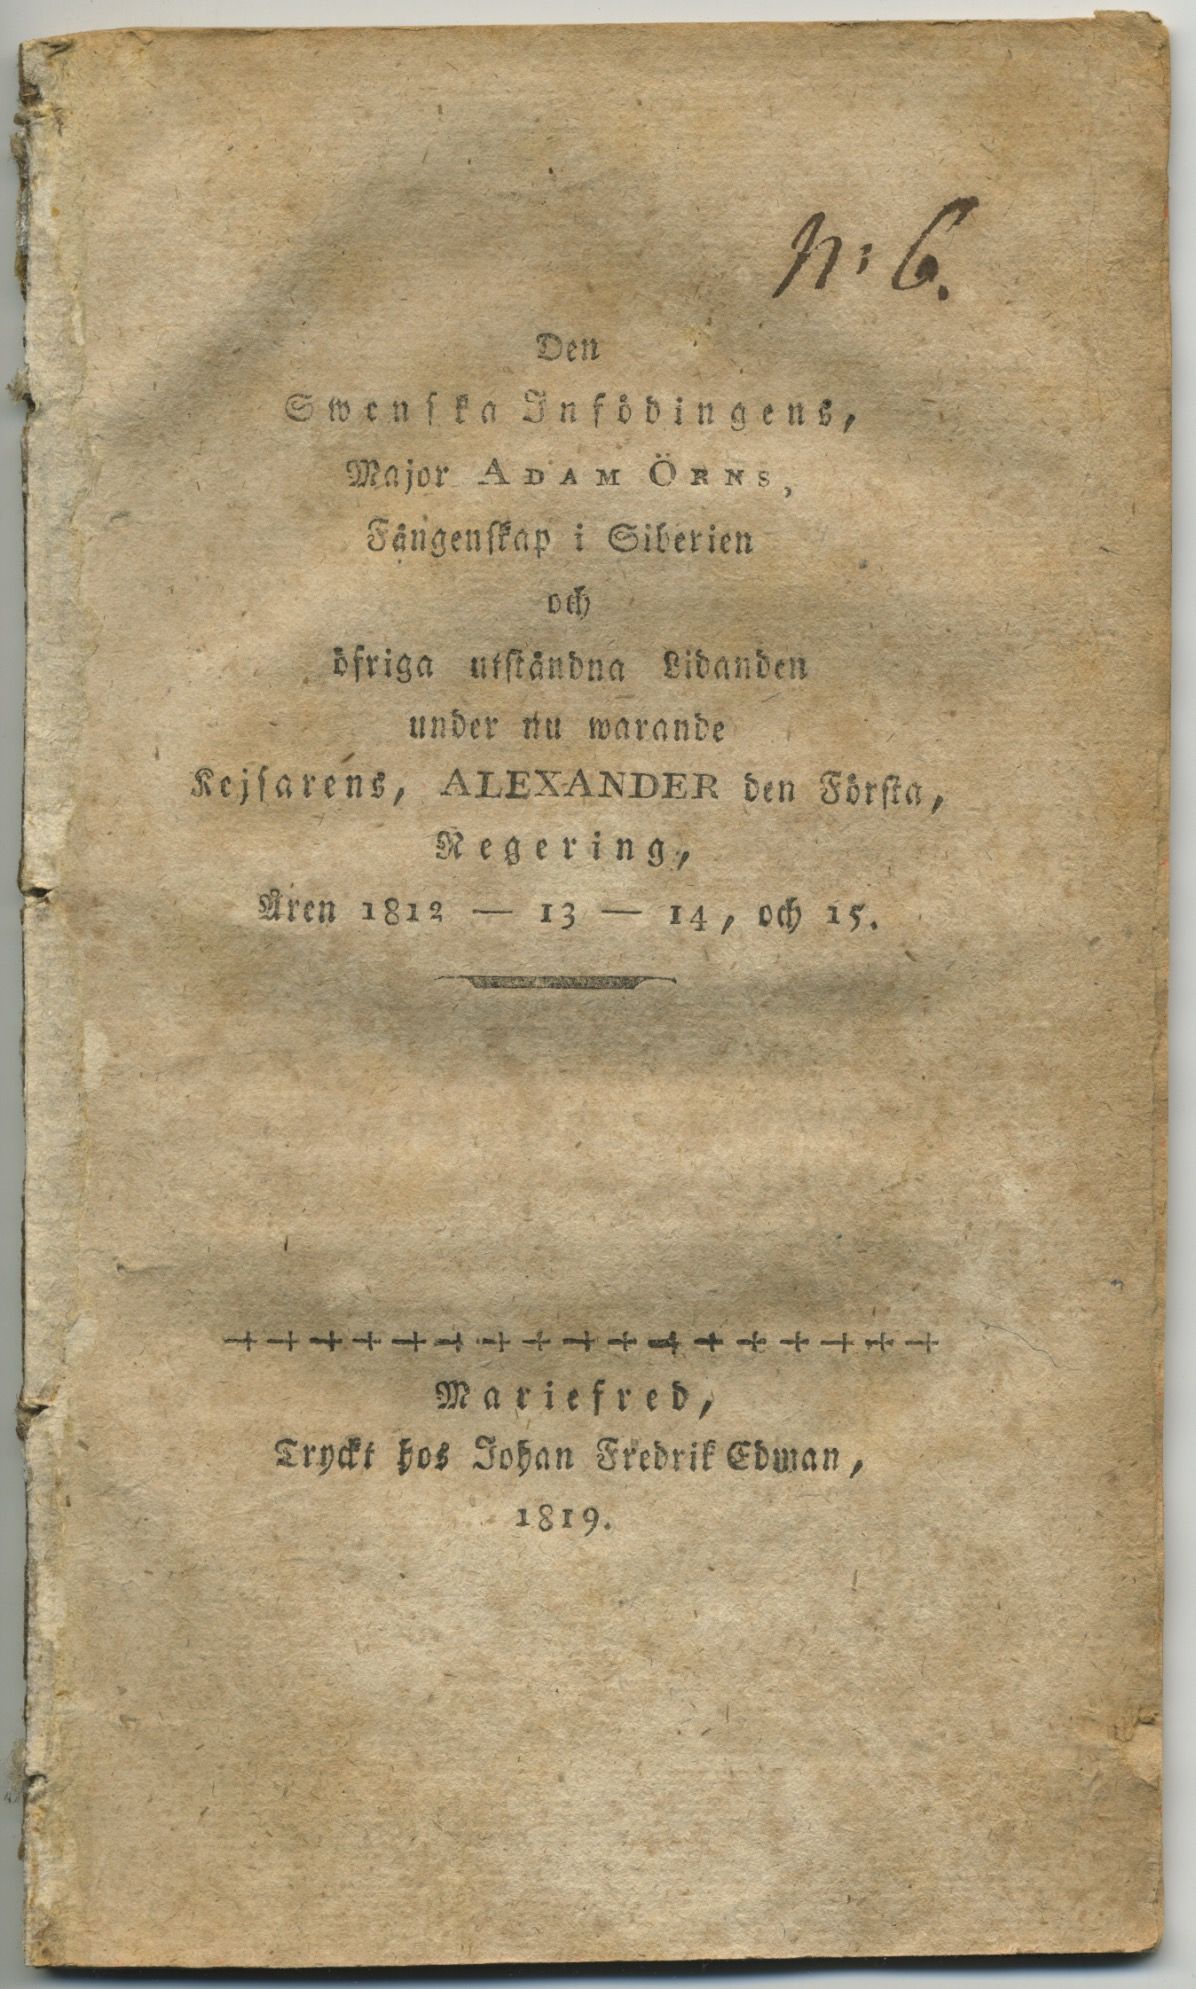 N: 6.
Den
Swenska Infödingens,
Major ADAM ÖRNS,
Fångenskap i Siberien
och
öfriga utståndna Lidanden
under nu warande
Kejsarens, ALEXANDER den Första,
Regering,
Åren 1812 — 13 — 14, och 15.
Mariefred,
Tryckt hos Johan Fredrik Edman,
1819.